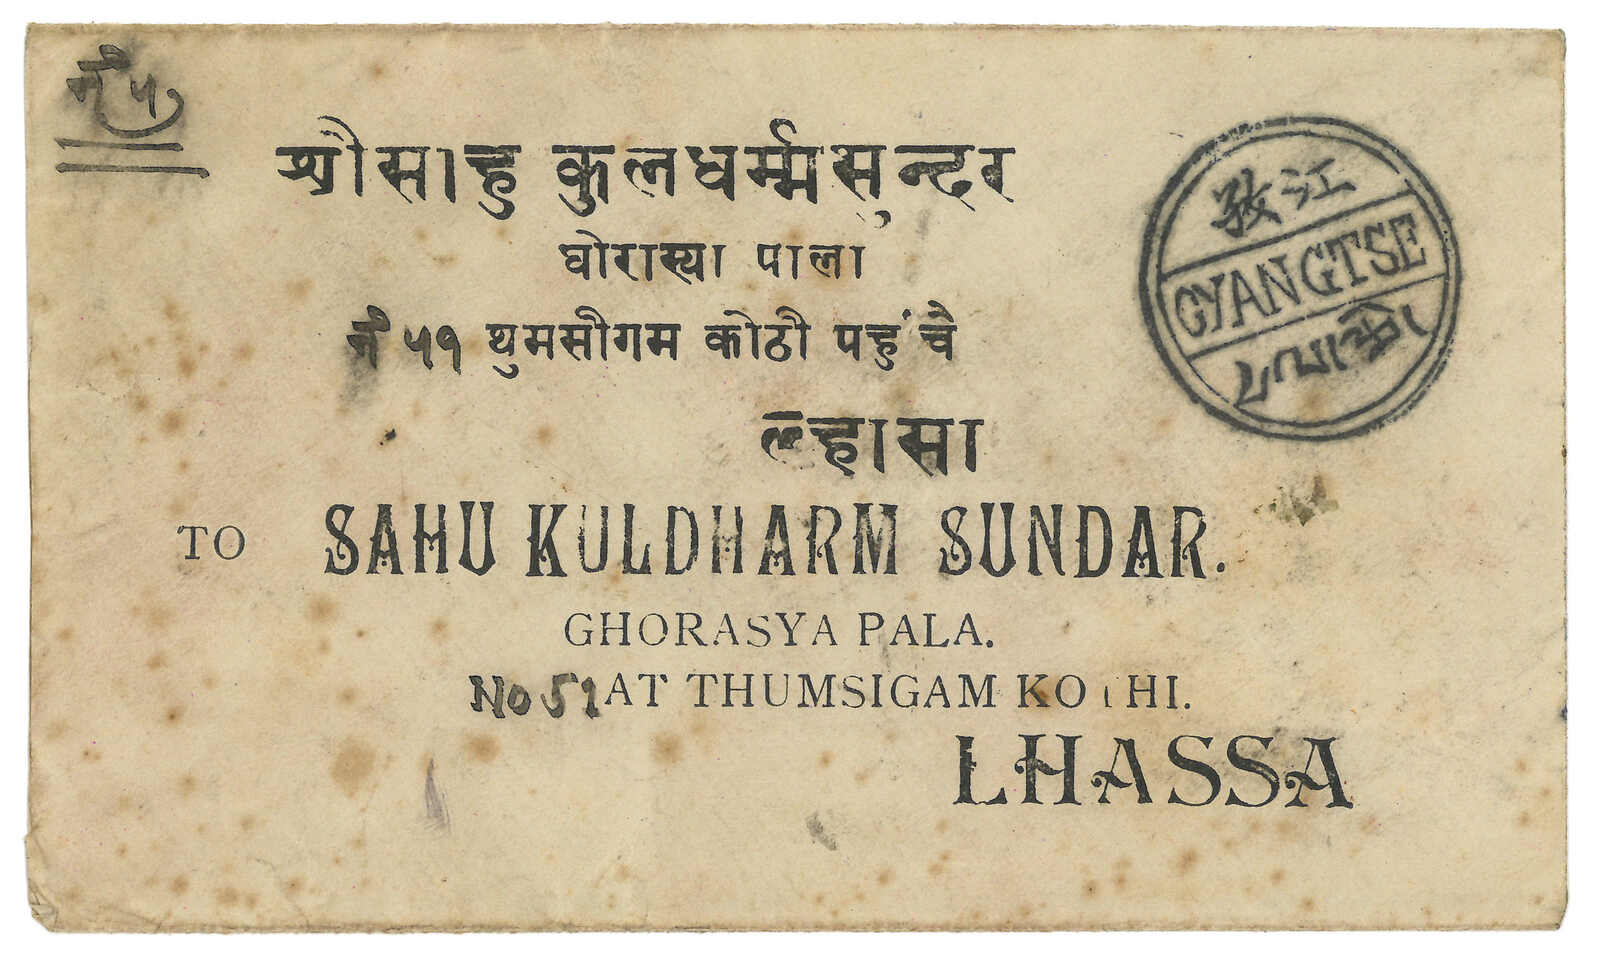 नं ५
श्रीसाहु कुलधर्म्मसुन्दर
घोरास्या पाला
नं ५१ थुमसीगम कोठी पहुंचै
ल्हासा
TO SAHU KULDHARM SUNDAR.
GHORASYA PALA.
No 51 AT THUMSIGAM KOTHI.
LHASSA
江孜
GYANGTSE